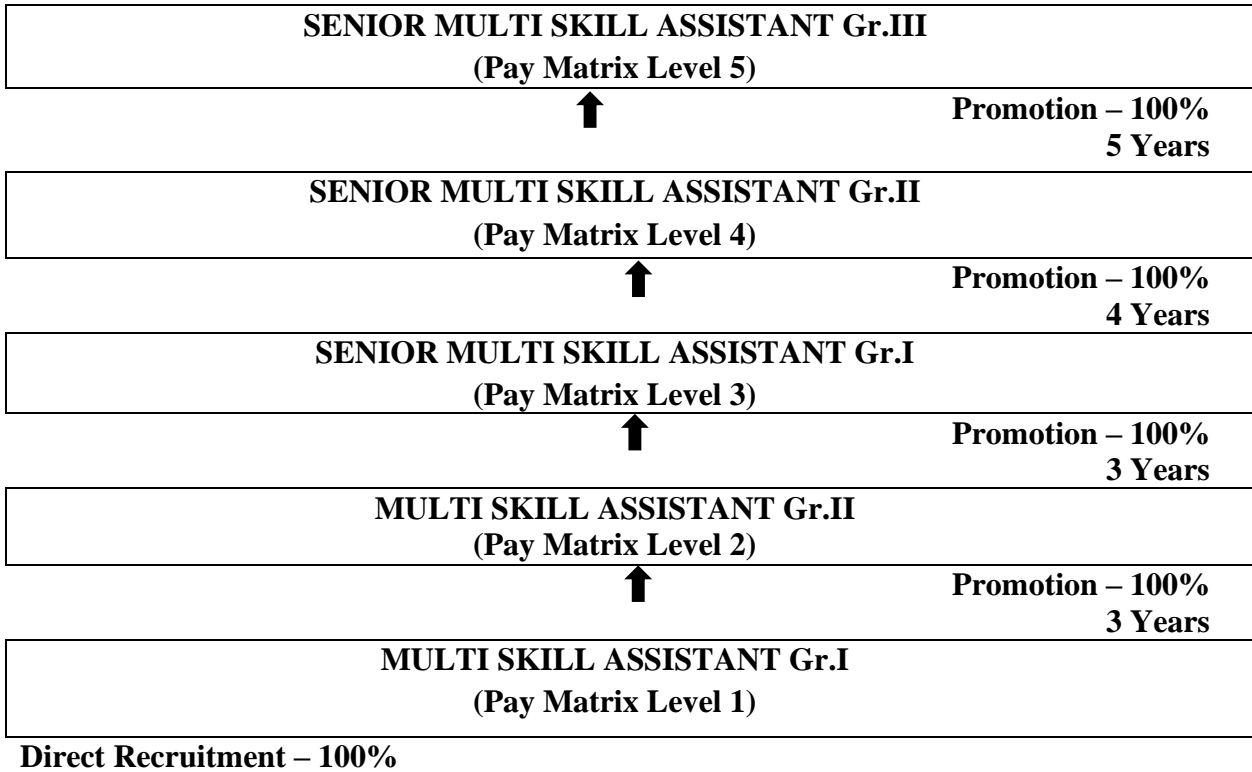 SENIOR MULTI SKILL ASSISTANT Gr.III
(Pay Matrix Level 5)
Promotion – 100%
5 Years
SENIOR MULTI SKILL ASSISTANT Gr.II
(Pay Matrix Level 4)
Promotion – 100%
4 Years
SENIOR MULTI SKILL ASSISTANT Gr.I
(Pay Matrix Level 3)
Promotion – 100%
3 Years
MULTI SKILL ASSISTANT Gr.II
(Pay Matrix Level 2)
Promotion – 100%
3 Years
MULTI SKILL ASSISTANT Gr.I
(Pay Matrix Level 1)
Direct Recruitment – 100%